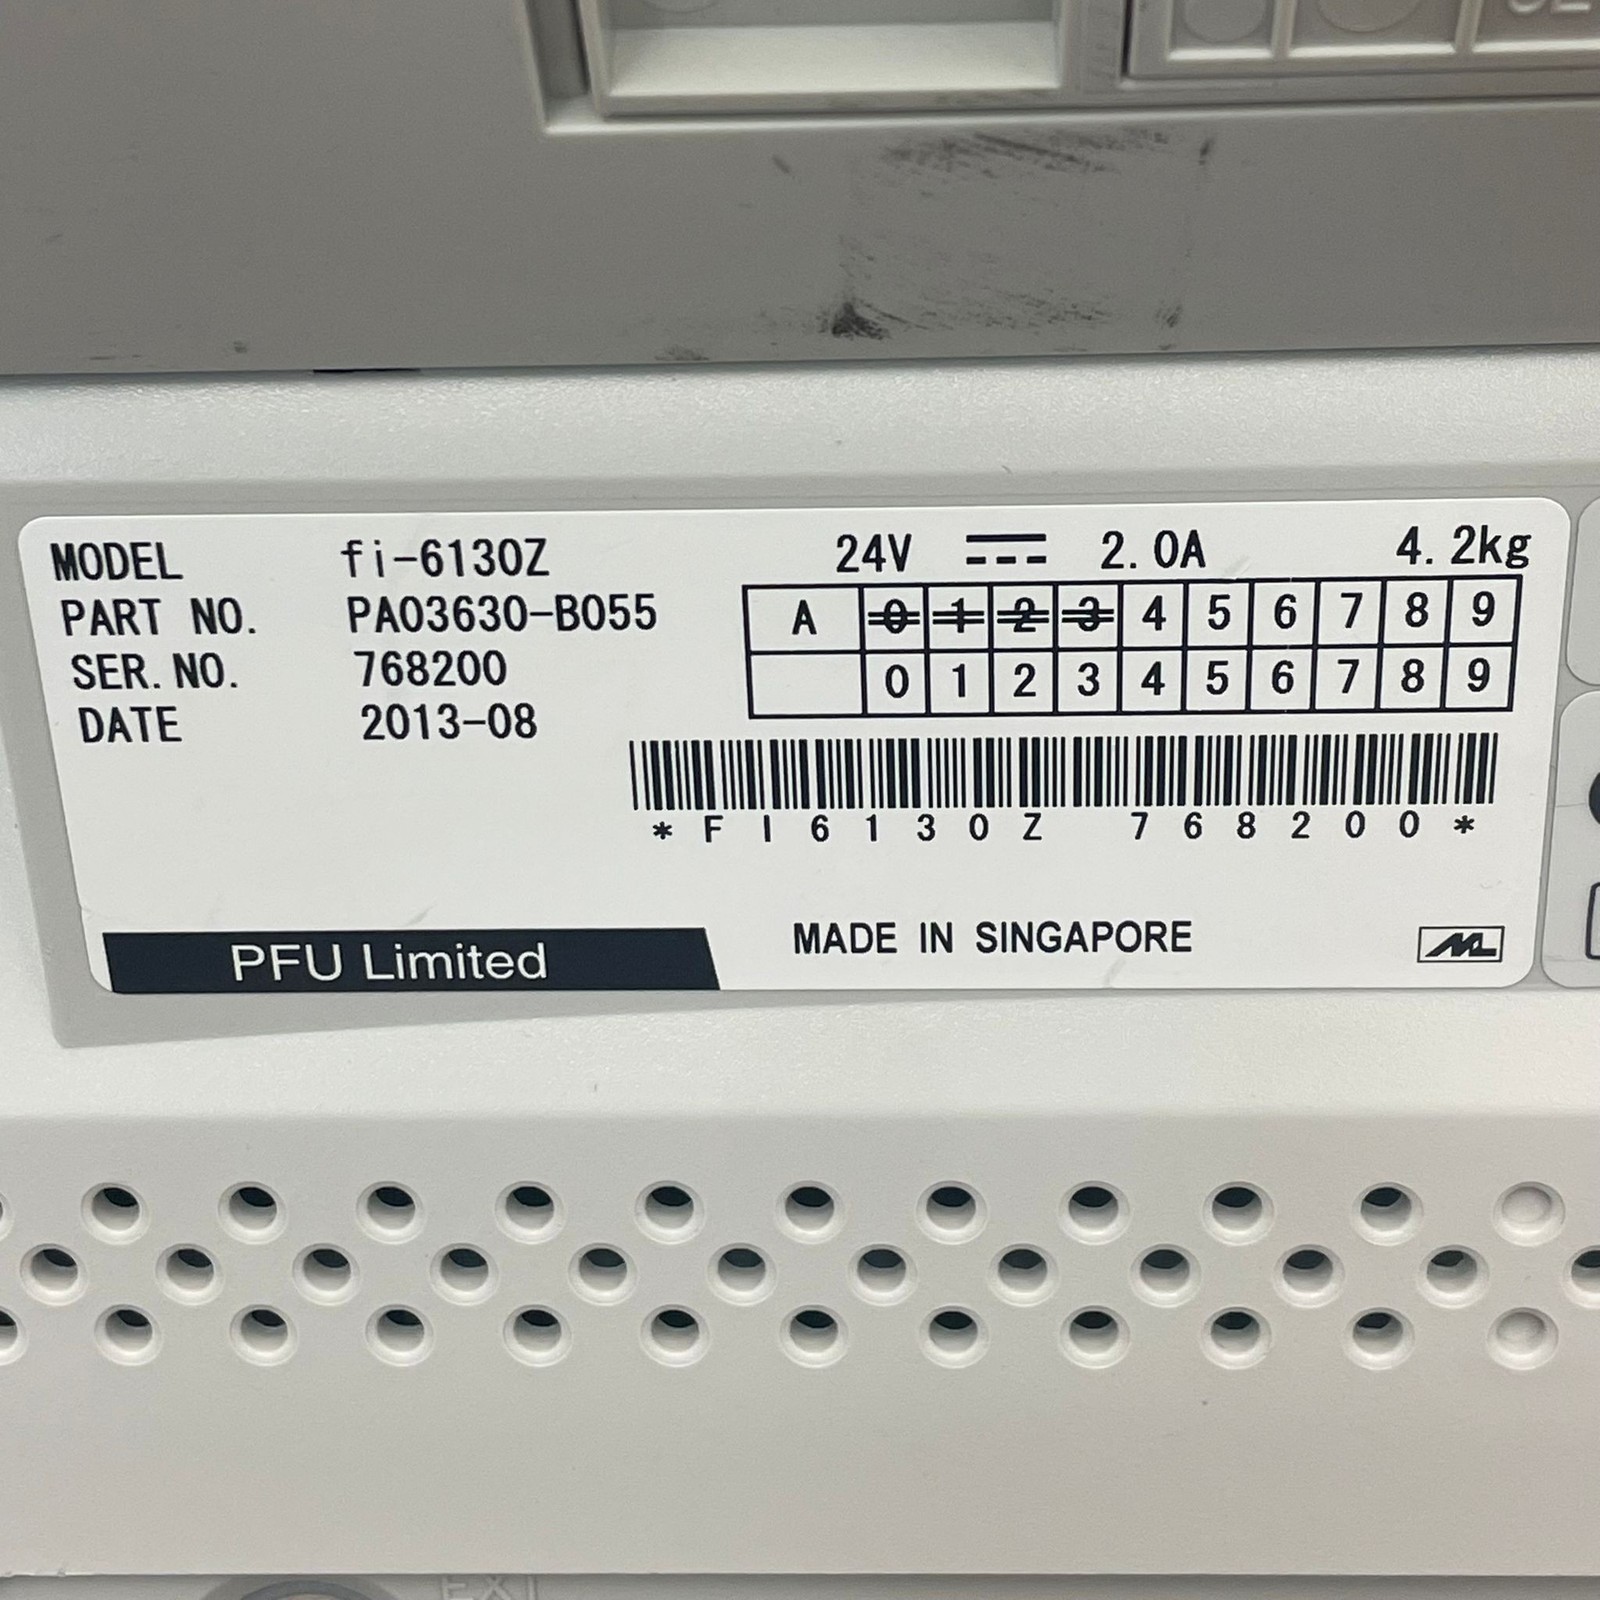 MODEL fi-6130Z 24V 2.0A 4.2kg
PART NO. PA03630-B055
SER.NO. 768200
DATE 2013-08
A 0 1 2 3 4 5 6 7 8 9
0 1 2 3 4 5 6 7 8 9
*FI6130Z 768200*
PFU Limited
MADE IN SINGAPORE